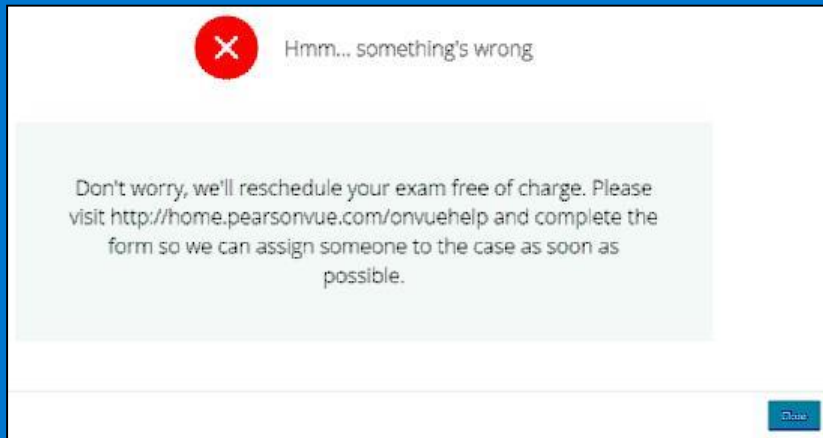 Hmm... something's wrong
Don't worry, we'll reschedule your exam free of charge. Please
visit http://home.pearsonvue.com/onvuehelp and complete the
form so we can assign someone to the case as soon as
possible.
Close